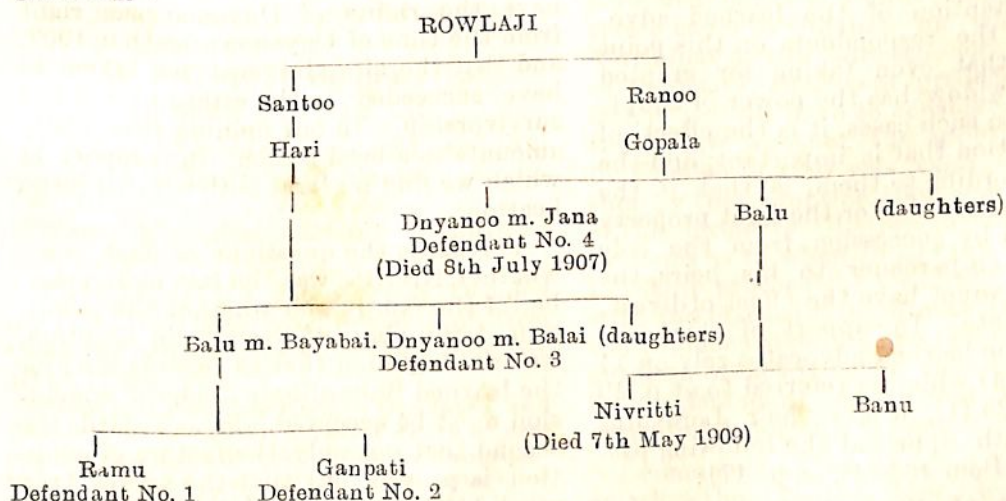 ROWLAJI
Santoo
Ranoo
Hari
Gopala
Dnyanoo m. Jana
Defendant No. 4
(Died 8th July 1907)
Balu
(daughters)
Balu m. Bayabai. Dnyanoo m. Balai (daughters)
Defendant No. 3
Nivritti
(Died 7th May 1909)
Banu
Ramu
Defendant No. 1
Ganpati
Defendant No. 2